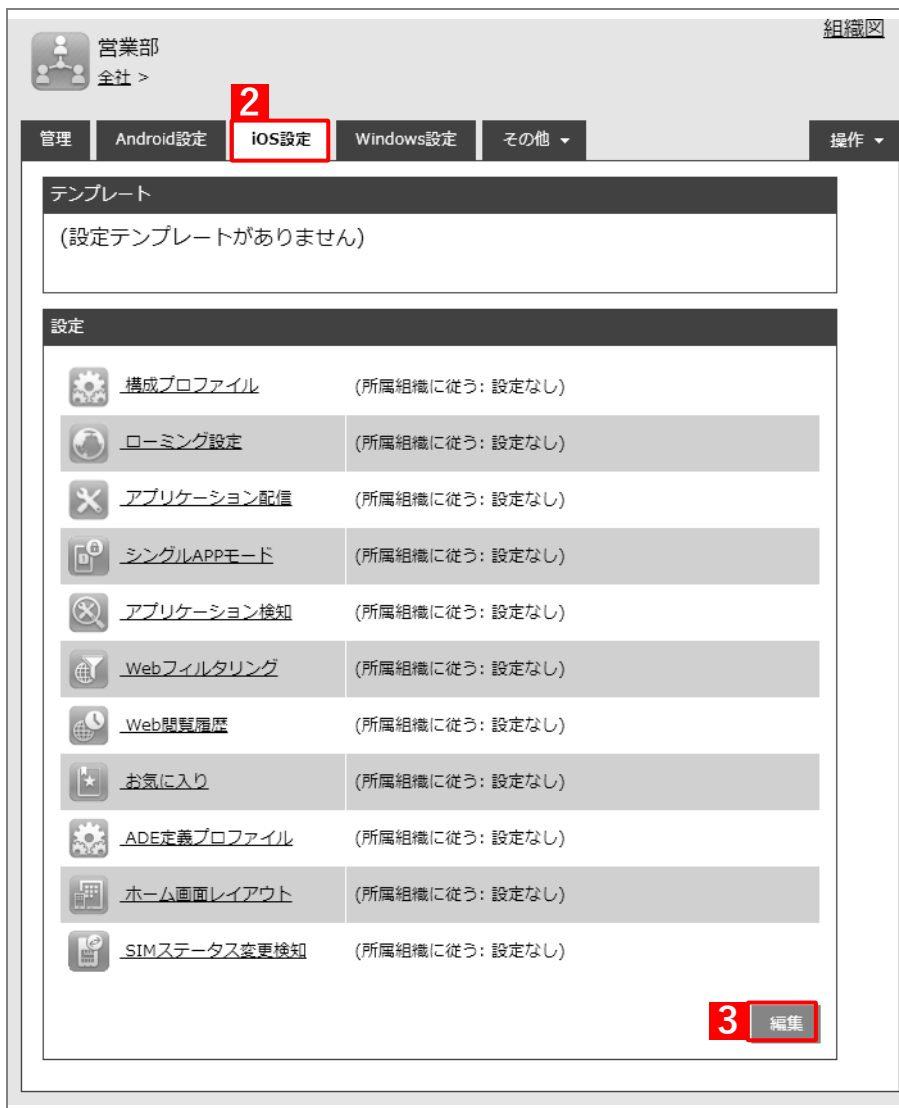 組織図
営業部
全社 >
2
管理 Android設定 iOS設定 Windows設定 その他 操作
テンプレート
(設定テンプレートがありません)
設定
構成プロファイル (所属組織に従う: 設定なし)
ローミング設定 (所属組織に従う: 設定なし)
アプリケーション配信 (所属組織に従う: 設定なし)
シングルAPPモード (所属組織に従う: 設定なし)
アプリケーション検知 (所属組織に従う: 設定なし)
Webフィルタリング (所属組織に従う: 設定なし)
Web閲覧履歴 (所属組織に従う: 設定なし)
お気に入り (所属組織に従う: 設定なし)
ADE定義プロファイル (所属組織に従う: 設定なし)
ホーム画面レイアウト (所属組織に従う: 設定なし)
SIMステータス変更検知 (所属組織に従う: 設定なし)
3 編集